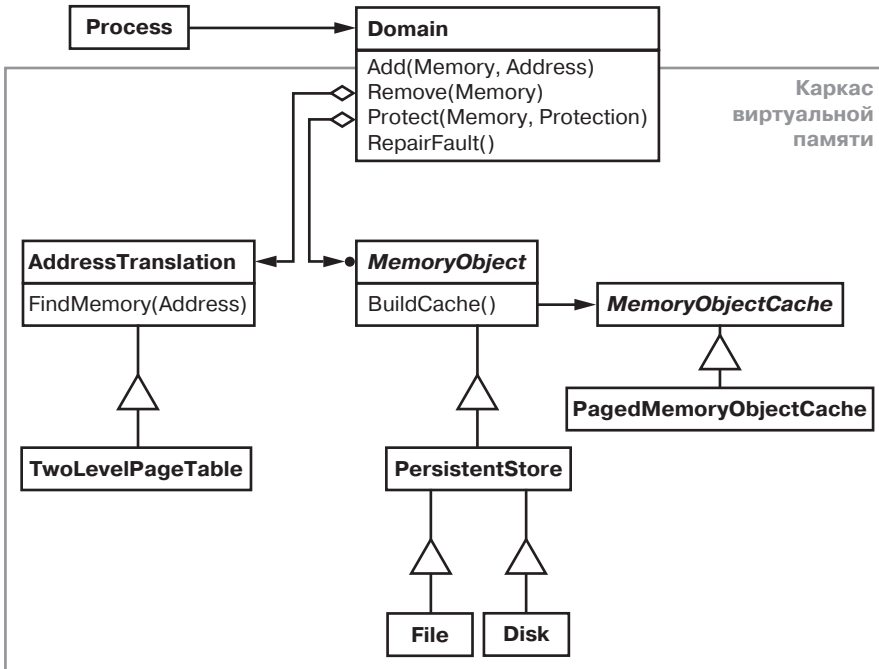 Process
Domain
Add(Memory, Address)
Remove(Memory)
Protect(Memory, Protection)
RepairFault()
Каркас
виртуальной
памяти
AddressTranslation
FindMemory(Address)
MemoryObject
BuildCache()
MemoryObjectCache
PagedMemoryObjectCache
TwoLevelPageTable
PersistentStore
File
Disk